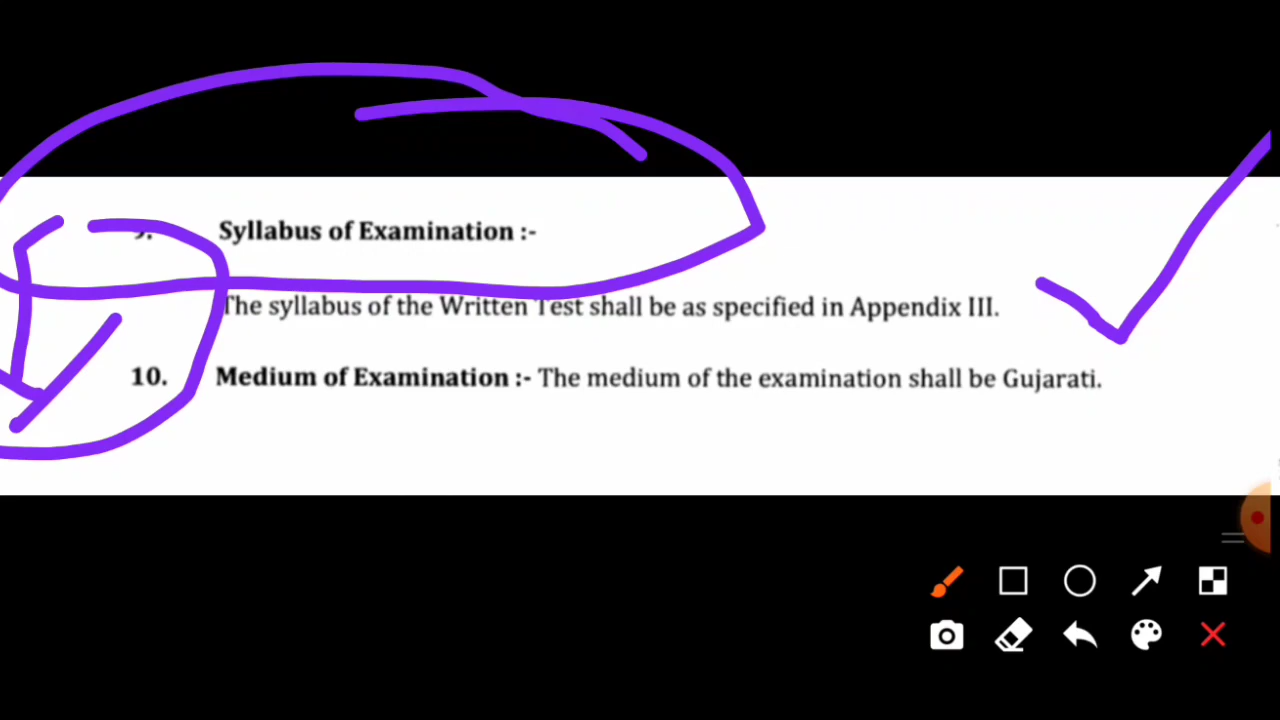 Syllabus of Examination :-
The syllabus of the Written Test shall be as specified in Appendix III.
10. Medium of Examination :- The medium of the examination shall be Gujarati.